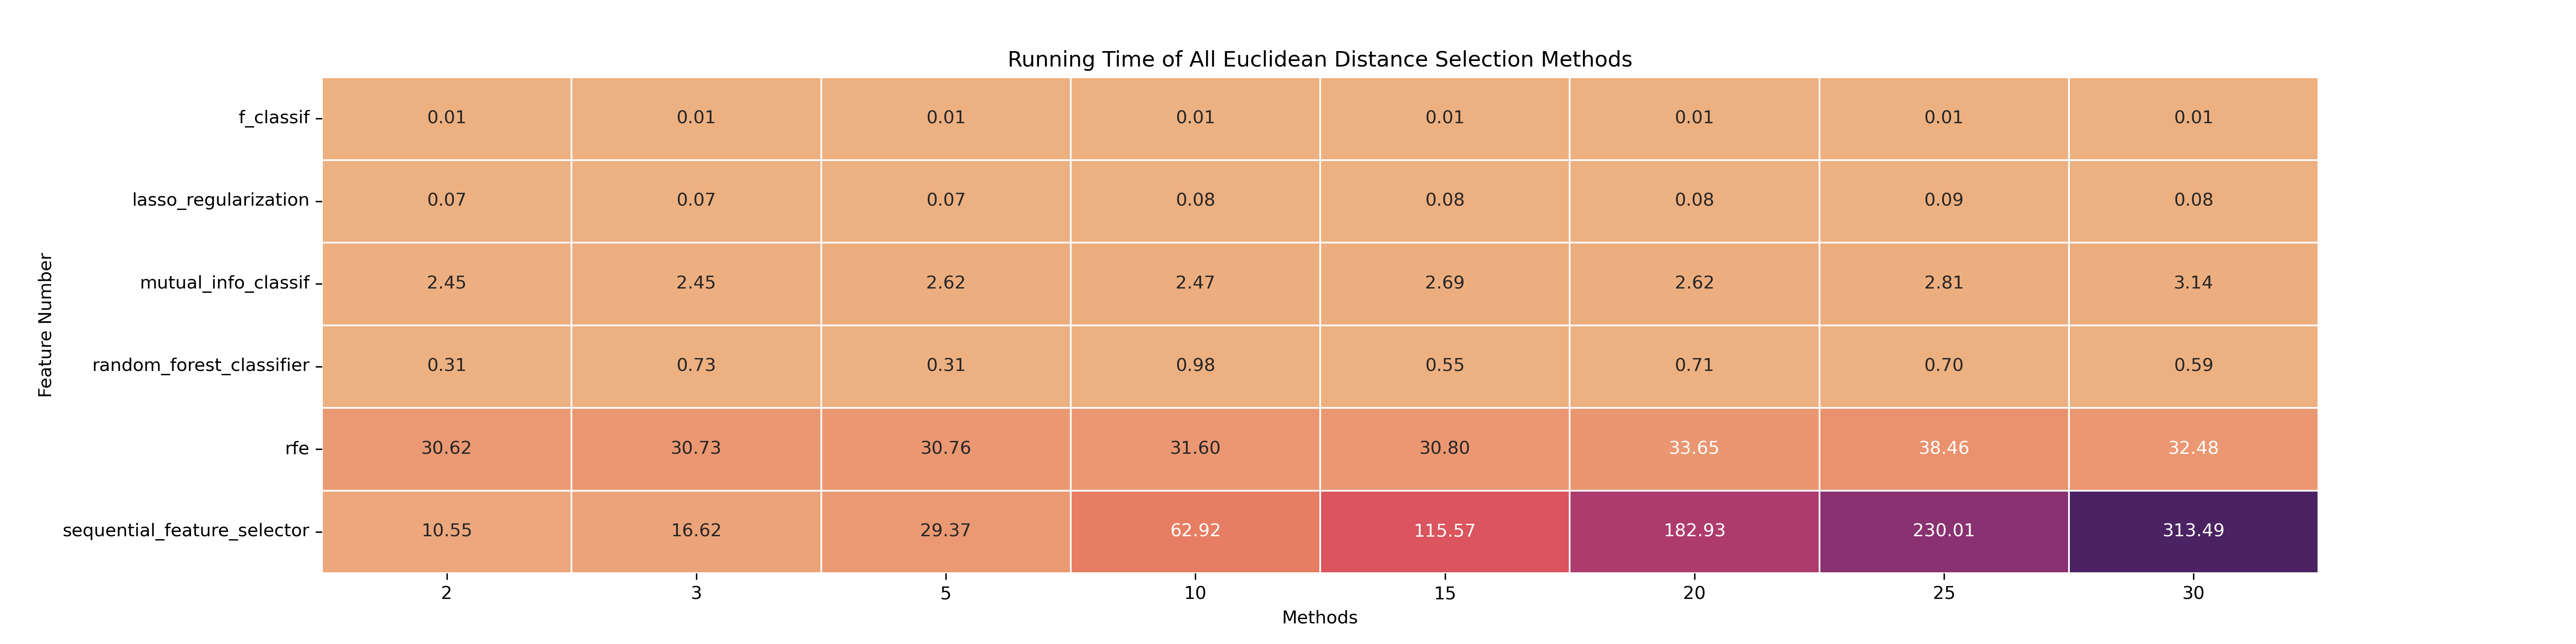 Running Time of All Euclidean Distance Selection Methods
f_classif 0.01 0.01 0.01 0.01 0.01 0.01 0.01 0.01
lasso_regularization 0.07 0.07 0.07 0.08 0.08 0.08 0.09 0.08
mutual_info_classif 2.45 2.45 2.62 2.47 2.69 2.62 2.81 3.14
random_forest_classifier 0.31 0.73 0.31 0.98 0.55 0.71 0.70 0.59
rfe 30.62 30.73 30.76 31.60 30.80 33.65 38.46 32.48
sequential_feature_selector 10.55 16.62 29.37 62.92 115.57 182.93 230.01 313.49
2 3 5 10 15 20 25 30
Methods
Feature Number